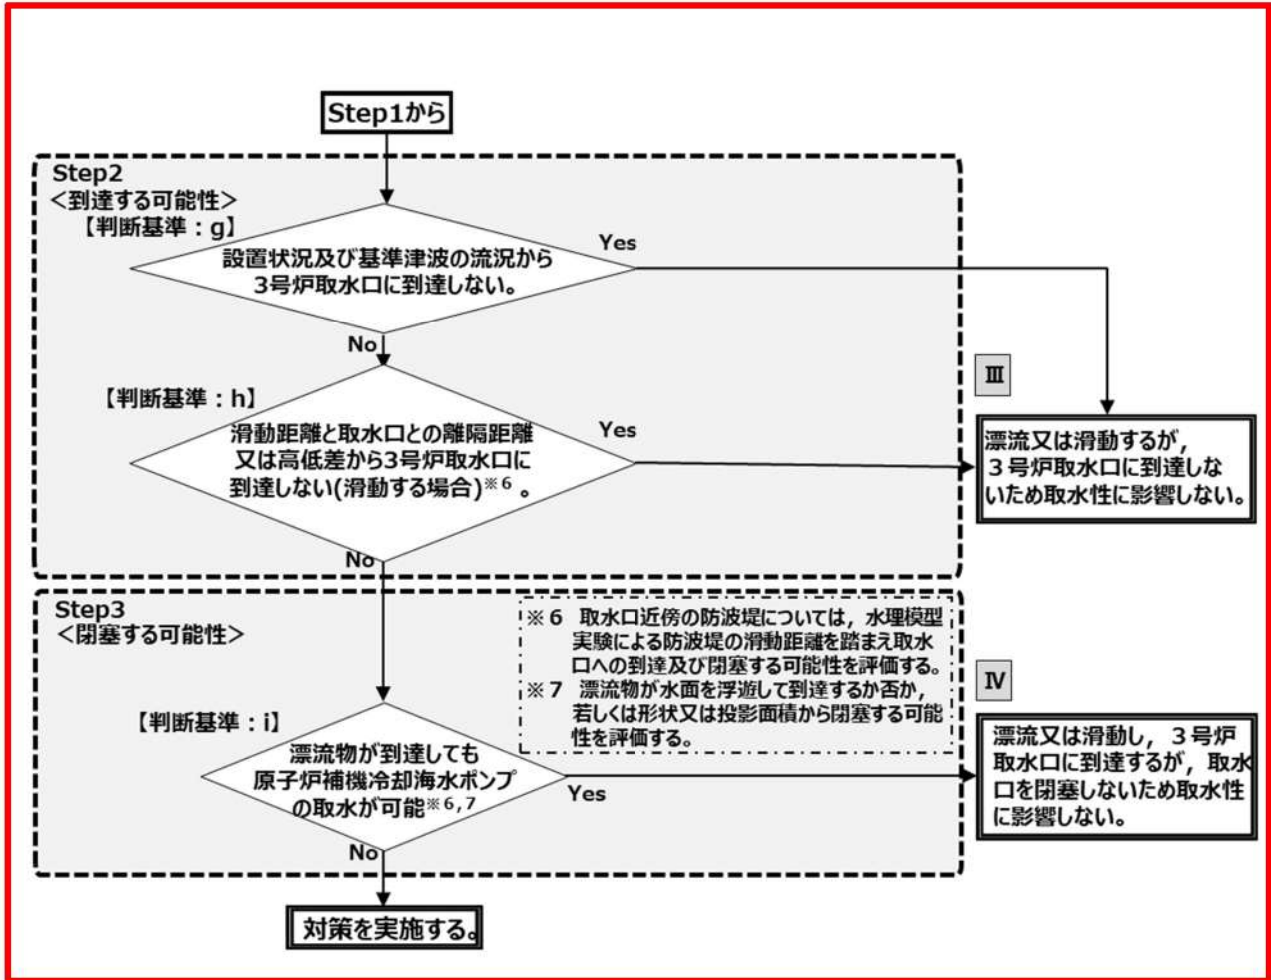 Step1から
Step2
<到達する可能性>
【判断基準:g】
設置状況及び基準津波の流況から
3号炉取水口に到達しない。
Yes
No
【判断基準:h】
滑動距離と取水口との離隔距離
又は高低差から3号炉取水口に
到達しない(滑動する場合)※6 。
Yes
No
Ⅲ
漂流又は滑動するが,
3号炉取水口に到達しな
いため取水性に影響しない。
Step3
<閉塞する可能性>
※6 取水口近傍の防波堤については,水理模型
実験による防波堤の滑動距離を踏まえ取水
口への到達及び閉塞する可能性を評価する。
※7 漂流物が水面を浮遊して到達するか否か,
若しくは形状又は投影面積から閉塞する可能
性を評価する。
【判断基準:i】
漂流物が到達しても
原子炉補機冷却海水ポンプ
の取水が可能※6,7
Yes
No
Ⅳ
漂流又は滑動し,3号炉
取水口に到達するが,取水
口を閉塞しないため取水性
に影響しない。
対策を実施する。